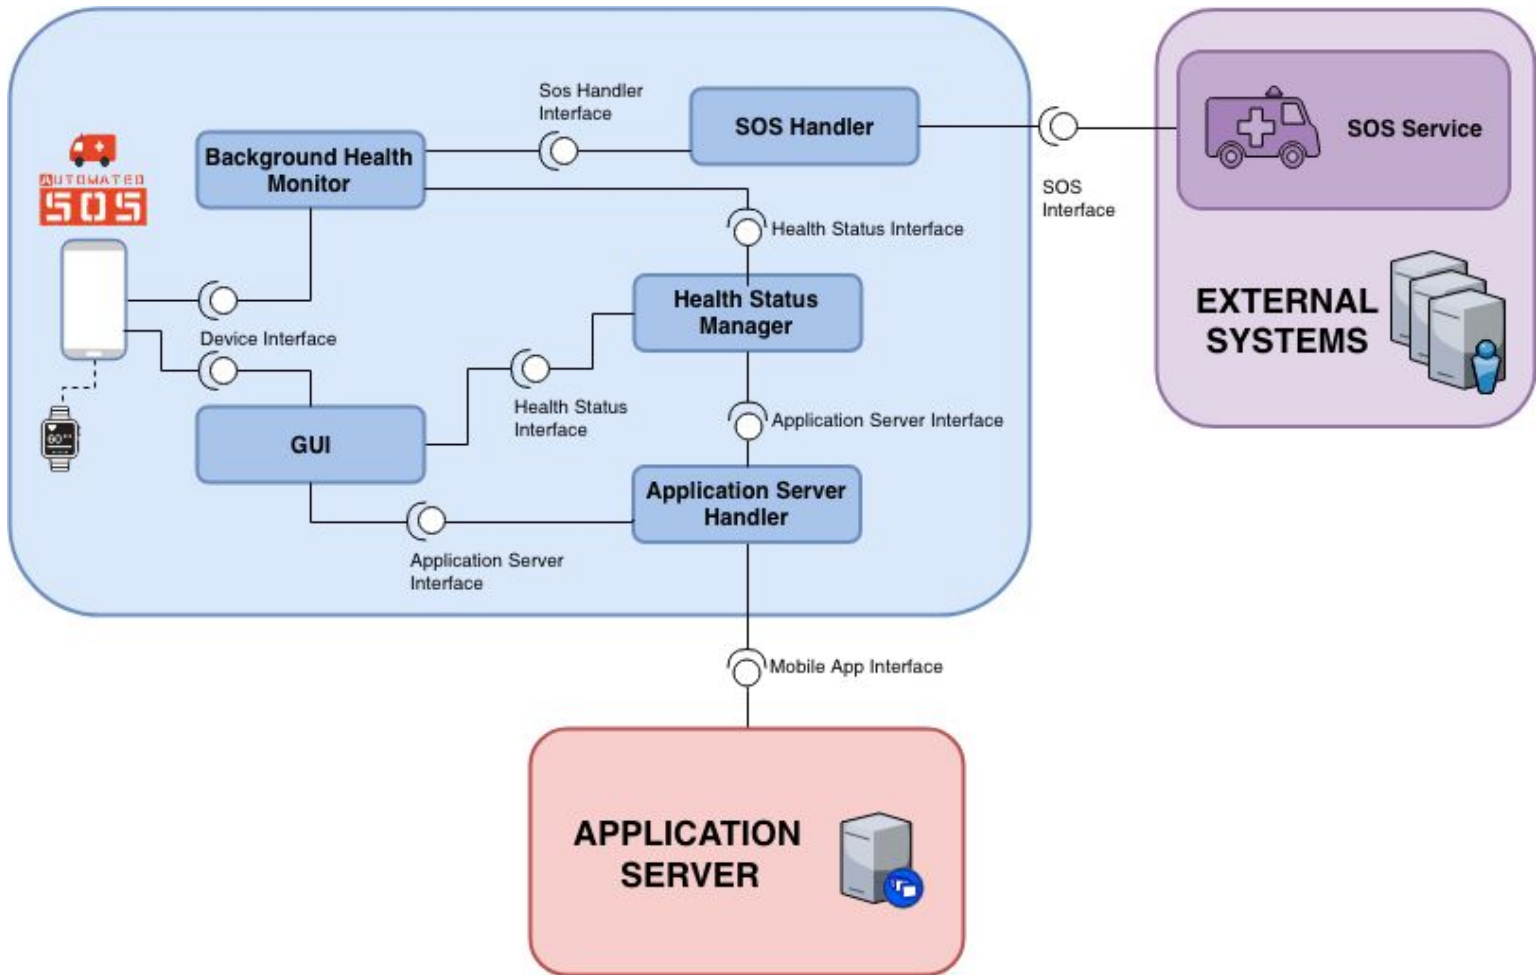 Sos Handler
Interface
SOS Handler
SOS Service
Background Health
Monitor
AUTOMATED
SOS
SOS
Interface
Health Status Interface
Health Status
Manager
EXTERNAL
SYSTEMS
Device Interface
Health Status
Interface
Application Server Interface
60
GUI
Application Server
Handler
Application Server
Interface
Mobile App Interface
APPLICATION
SERVER